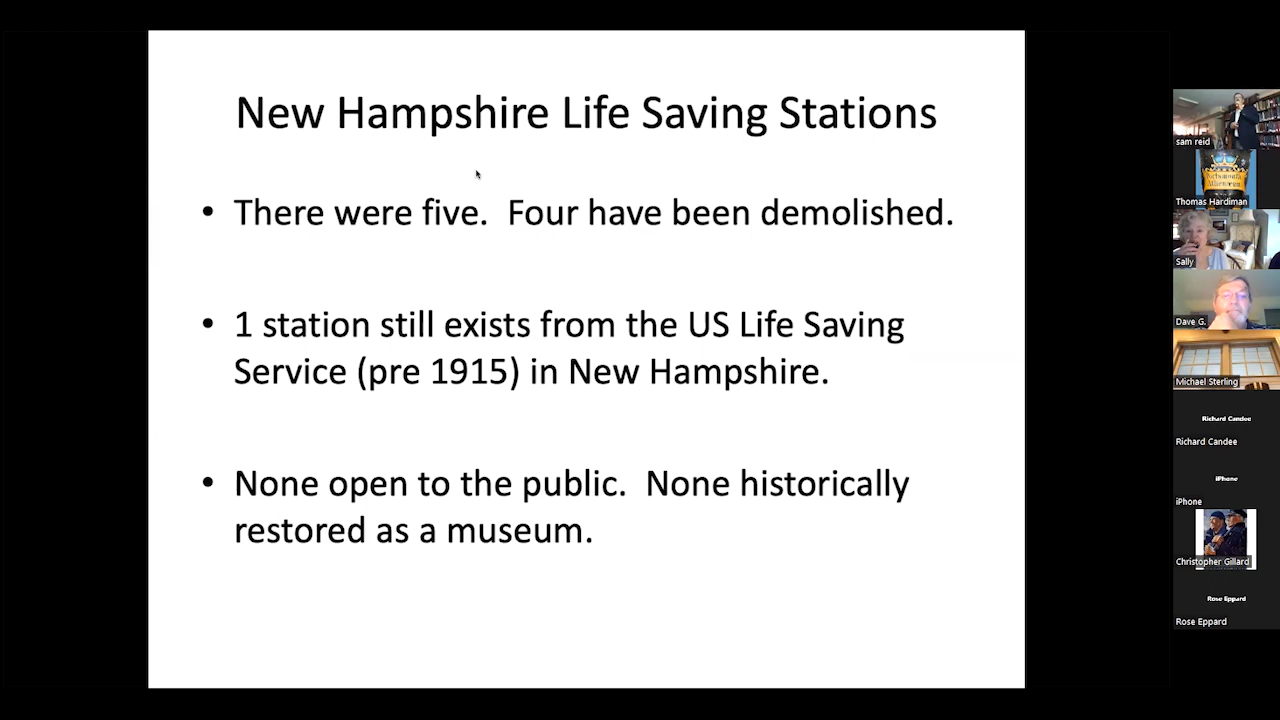 New Hampshire Life Saving Stations
• There were five. Four have been demolished.
• 1 station still exists from the US Life Saving
Service (pre 1915) in New Hampshire.
• None open to the public. None historically
restored as a museum.
sam reid
Portsmouth
Athenæum
Thomas Hardiman
Sally
Dave G.
Michael Sterling
Richard Candee
Richard Candee
iPhone
iPhone
Christopher Gillard
Rose Eppard
Rose Eppard